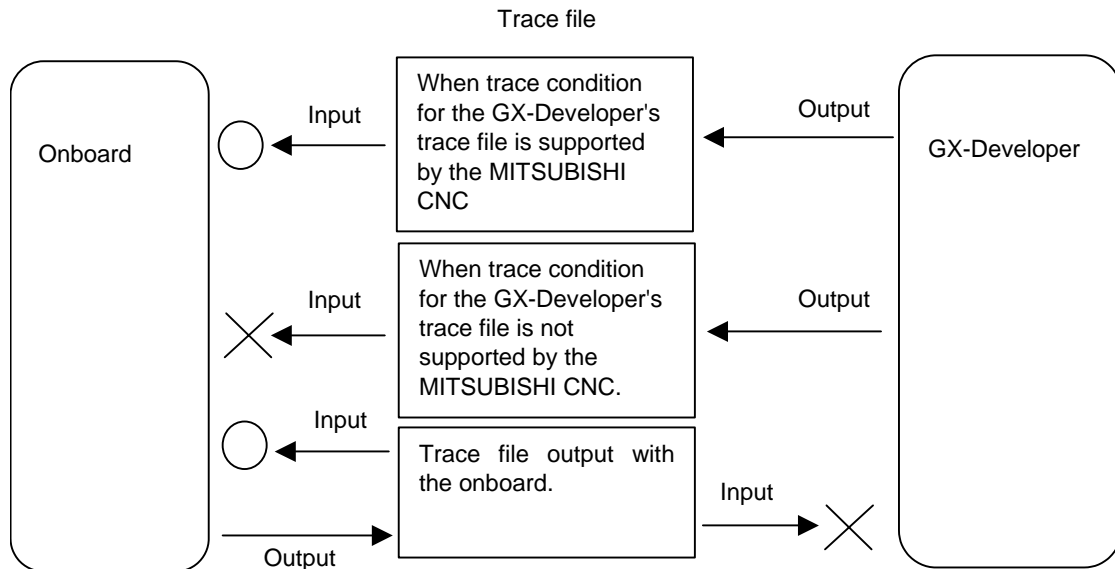 Trace file
Onboard
Input
When trace condition
for the GX-Developer's
trace file is supported
by the MITSUBISHI
CNC
Output
GX-Developer
Input
When trace condition
for the GX-Developer's
trace file is not
supported by the
MITSUBISHI CNC.
Output
Input
Trace file output with
the onboard.
Input
Output